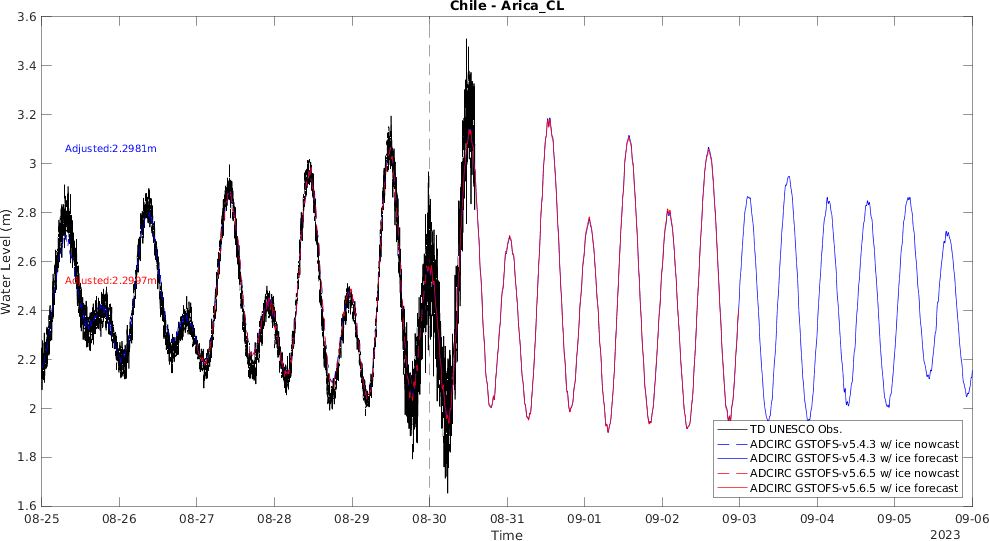 Chile - Arica_CL
3.6
3.4
3.2
3
2.8
2.6
2.4
2.2
2
1.8
1.6
Water Level (m)
Adjusted:2.2981m
Adjusted:2.2997m
TD UNESCO Obs.
ADCIRC GSTOFS-v5.4.3 w/ ice nowcast
ADCIRC GSTOFS-v5.4.3 w/ ice forecast
ADCIRC GSTOFS-v5.6.5 w/ ice nowcast
ADCIRC GSTOFS-v5.6.5 w/ ice forecast
08-25 08-26 08-27 08-28 08-29 08-30 08-31 09-01 09-02 09-03 09-04 09-05 09-06
Time
2023